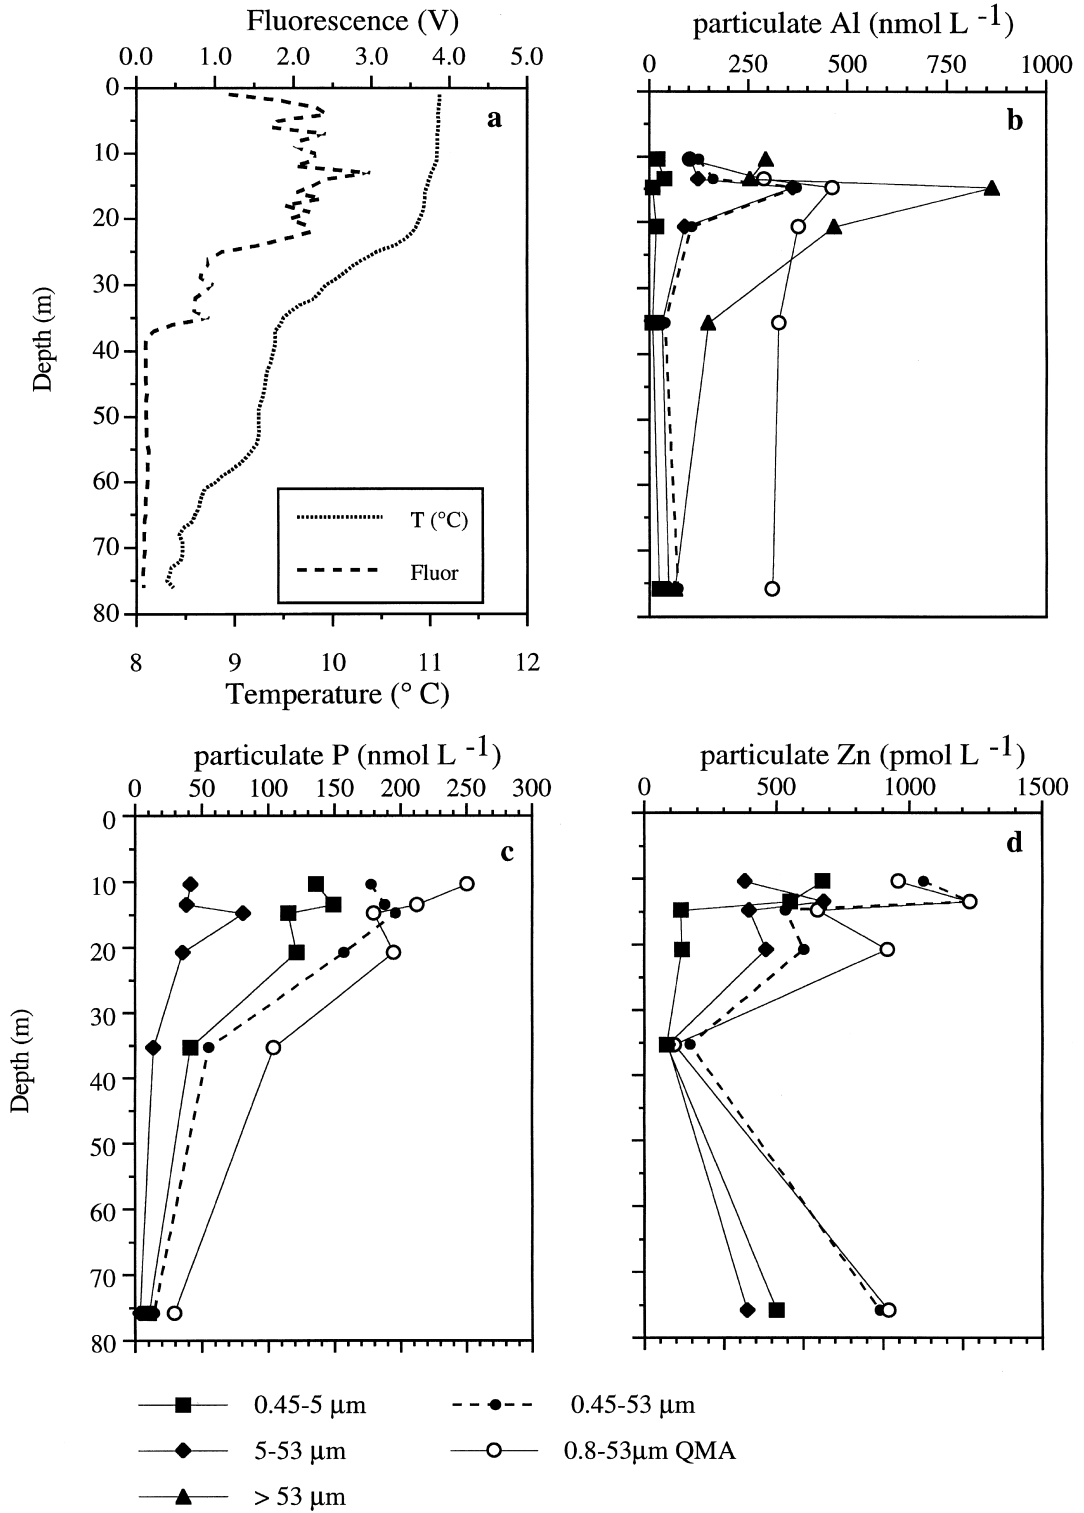 Fluorescence (V)
0.0 1.0 2.0 3.0 4.0 5.0
a
0
10
20
30
40
50
60
70
80
Depth (m)
T (°C)
Fluor
8 9 10 11 12
Temperature (° C)
particulate Al (nmol L -1)
0 250 500 750 1000
b
particulate P (nmol L -1)
0 50 100 150 200 250 300
c
0
10
20
30
40
50
60
70
80
Depth (m)
particulate Zn (pmol L -1)
0 500 1000 1500
d
0.45-5 µm
5-53 µm
> 53 µm
0.45-53 µm
0.8-53µm QMA